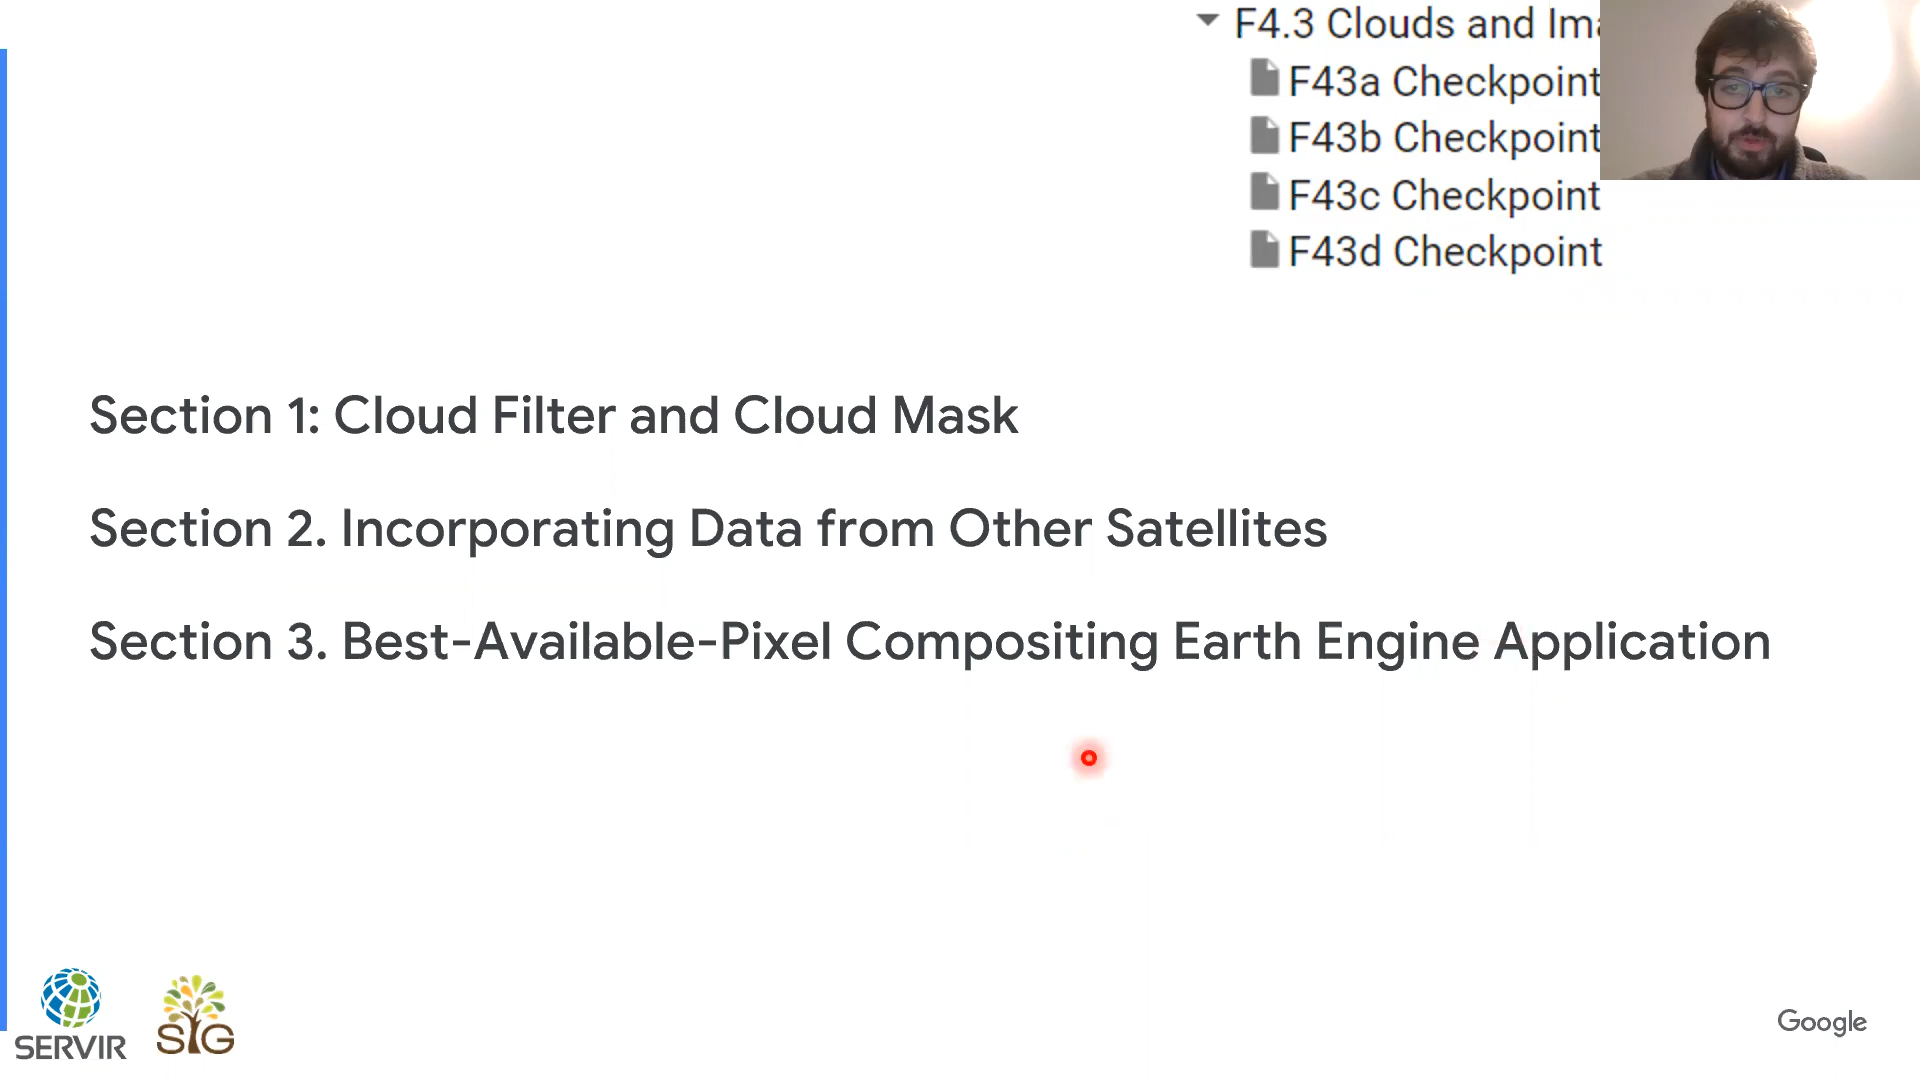 F4.3 Clouds and Im
F43a Checkpoint
F43b Checkpoint
F43c Checkpoint
F43d Checkpoint
Section 1: Cloud Filter and Cloud Mask
Section 2. Incorporating Data from Other Satellites
Section 3. Best-Available-Pixel Compositing Earth Engine Application
SERVIR
SIG
Google